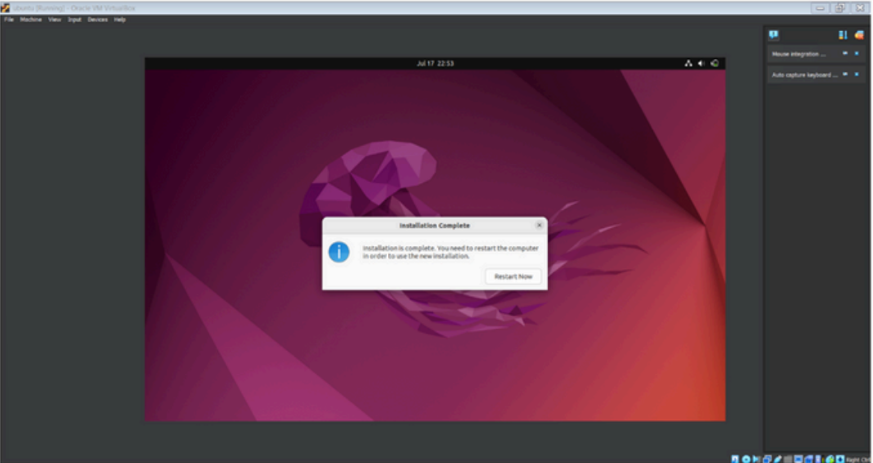 ubuntu [Running] - Oracle VM VirtualBox
File Machine View Input Devices Help
Mouse integration ...
Auto capture keyboard ...
Jul 17 22:53
Installation Complete
Installation is complete. You need to restart the computer
in order to use the new installation.
Restart Now
Right Ctrl